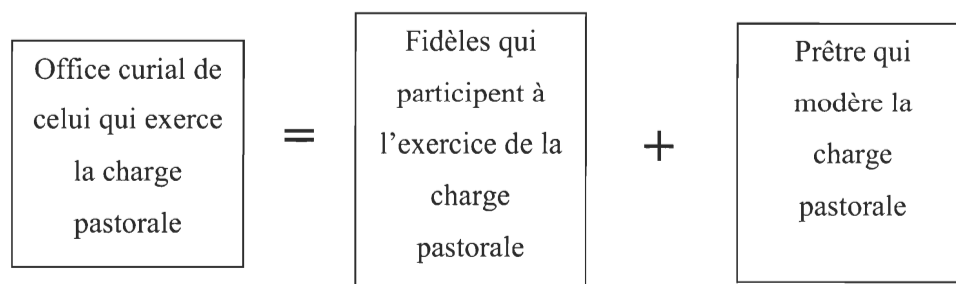 Office curial de
celui qui exerce
la charge
pastorale
=
Fidèles qui
participent à
l'exercice de la
charge
pastorale
+
Prêtre qui
modère la
charge
pastorale